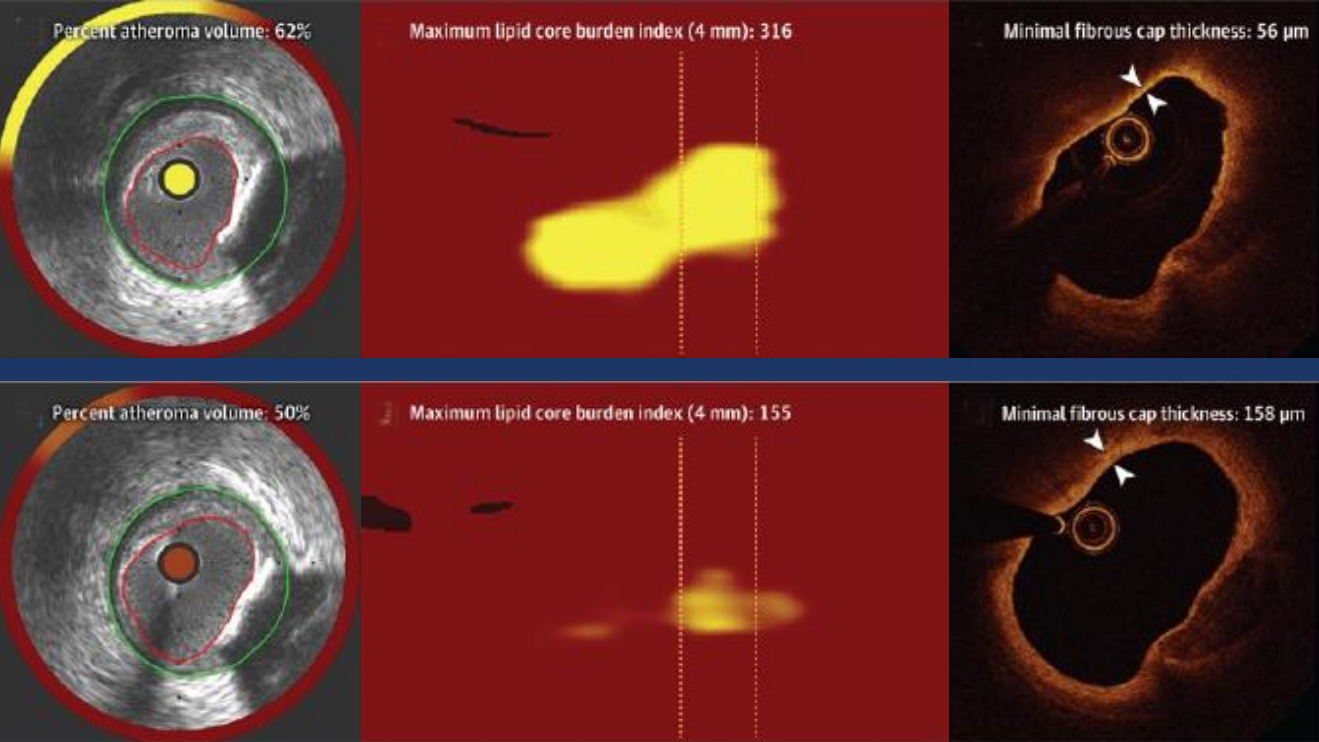 Percent atheroma volume: 62%
Maximum lipid core burden index (4 mm): 316
Minimal fibrous cap thickness: 56 μm
Percent atheroma volume: 50%
Maximum lipid core burden index (4 mm): 155
Minimal fibrous cap thickness: 158 μm